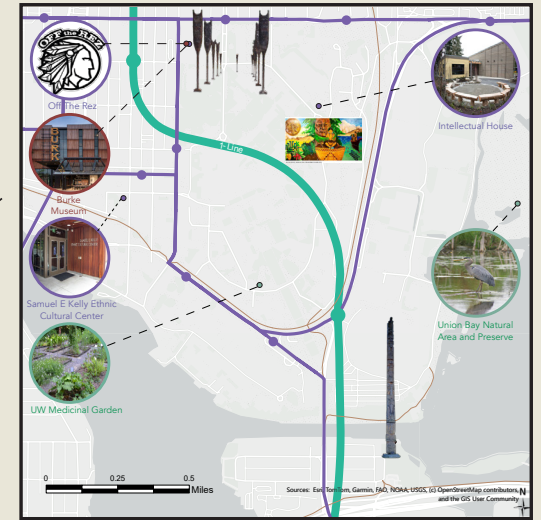 OFF the REZ
Off The Rez
BURKE
Burke
Museum
Samuel E Kelly Ethnic
Cultural Center
UW Medicinal Garden
1- Line
Intellectual House
Union Bay Natural
Area and Preserve
0 0.25 0.5
Miles
Sources: Esri, TomTom, Garmin, FAO, NOAA, USGS, (c) OpenStreetMap contributors,
and the GIS User Community
N